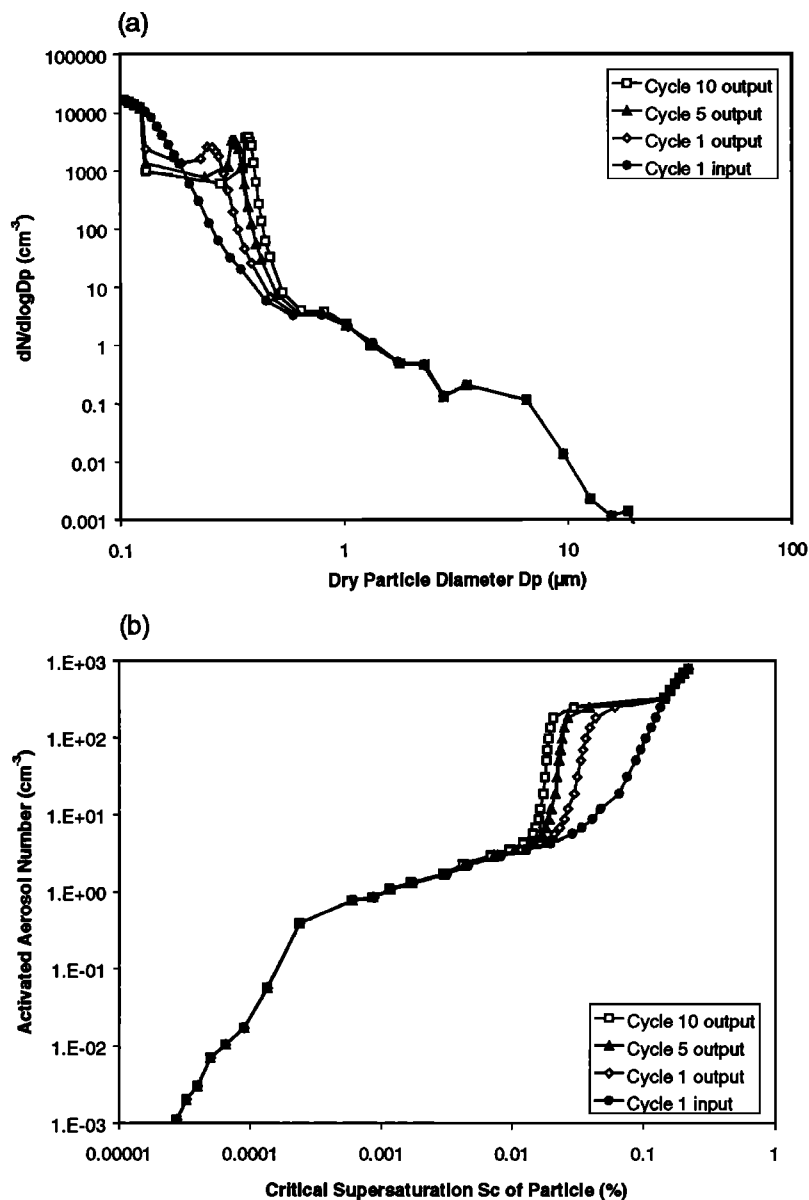 (a)
100000
10000
1000
100
10
1
0.1
0.01
0.001
dN/dlogDp (cm-3)
Cycle 10 output
Cycle 5 output
Cycle 1 output
Cycle 1 input
0.1 1 10 100
Dry Particle Diameter Dp (μm)
(b)
1.E+03
1.E+02
1.E+01
1.E+00
1.E-01
1.E-02
1.E-03
Activated Aerosol Number (cm-3)
Cycle 10 output
Cycle 5 output
Cycle 1 output
Cycle 1 input
0.00001 0.0001 0.001 0.01 0.1 1
Critical Supersaturation Sc of Particle (%)